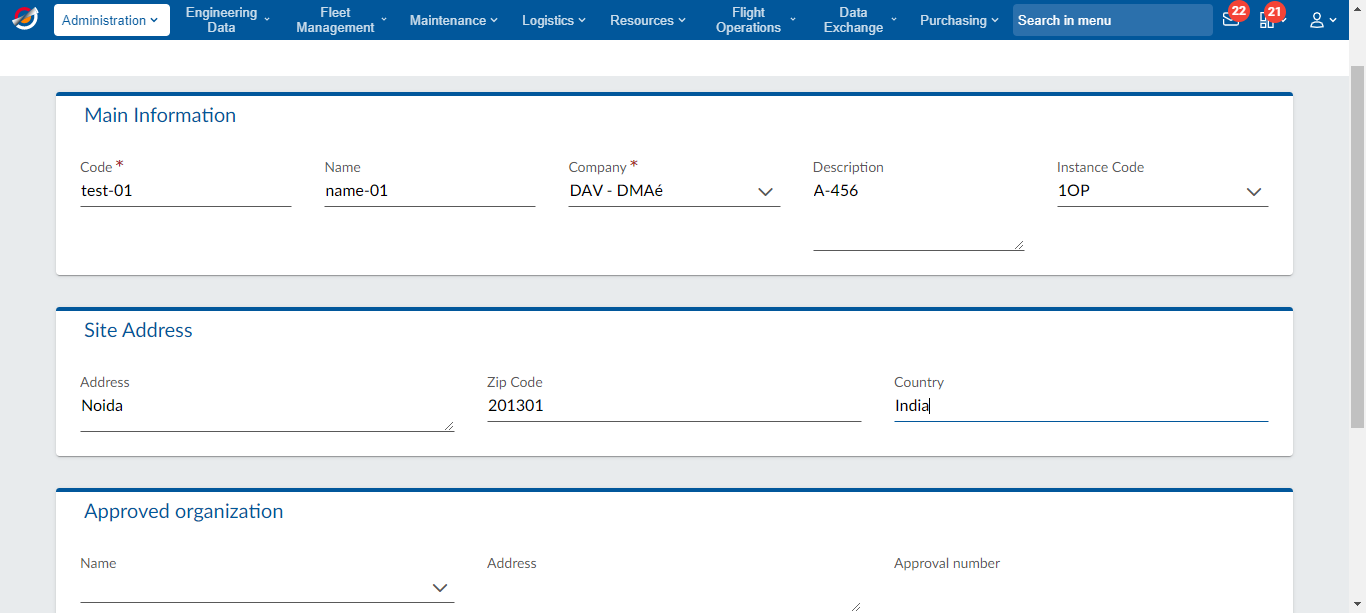 Administration
Engineering Data
Fleet Management
Maintenance
Logistics
Resources
Flight Operations
Data Exchange
Purchasing
Search in menu
22
21
Main Information
Code *
test-01
Name
name-01
Company *
DAV - DMAé
Description
A-456
Instance Code
1OP
Site Address
Address
Noida
Zip Code
201301
Country
India
Approved organization
Name
Address
Approval number